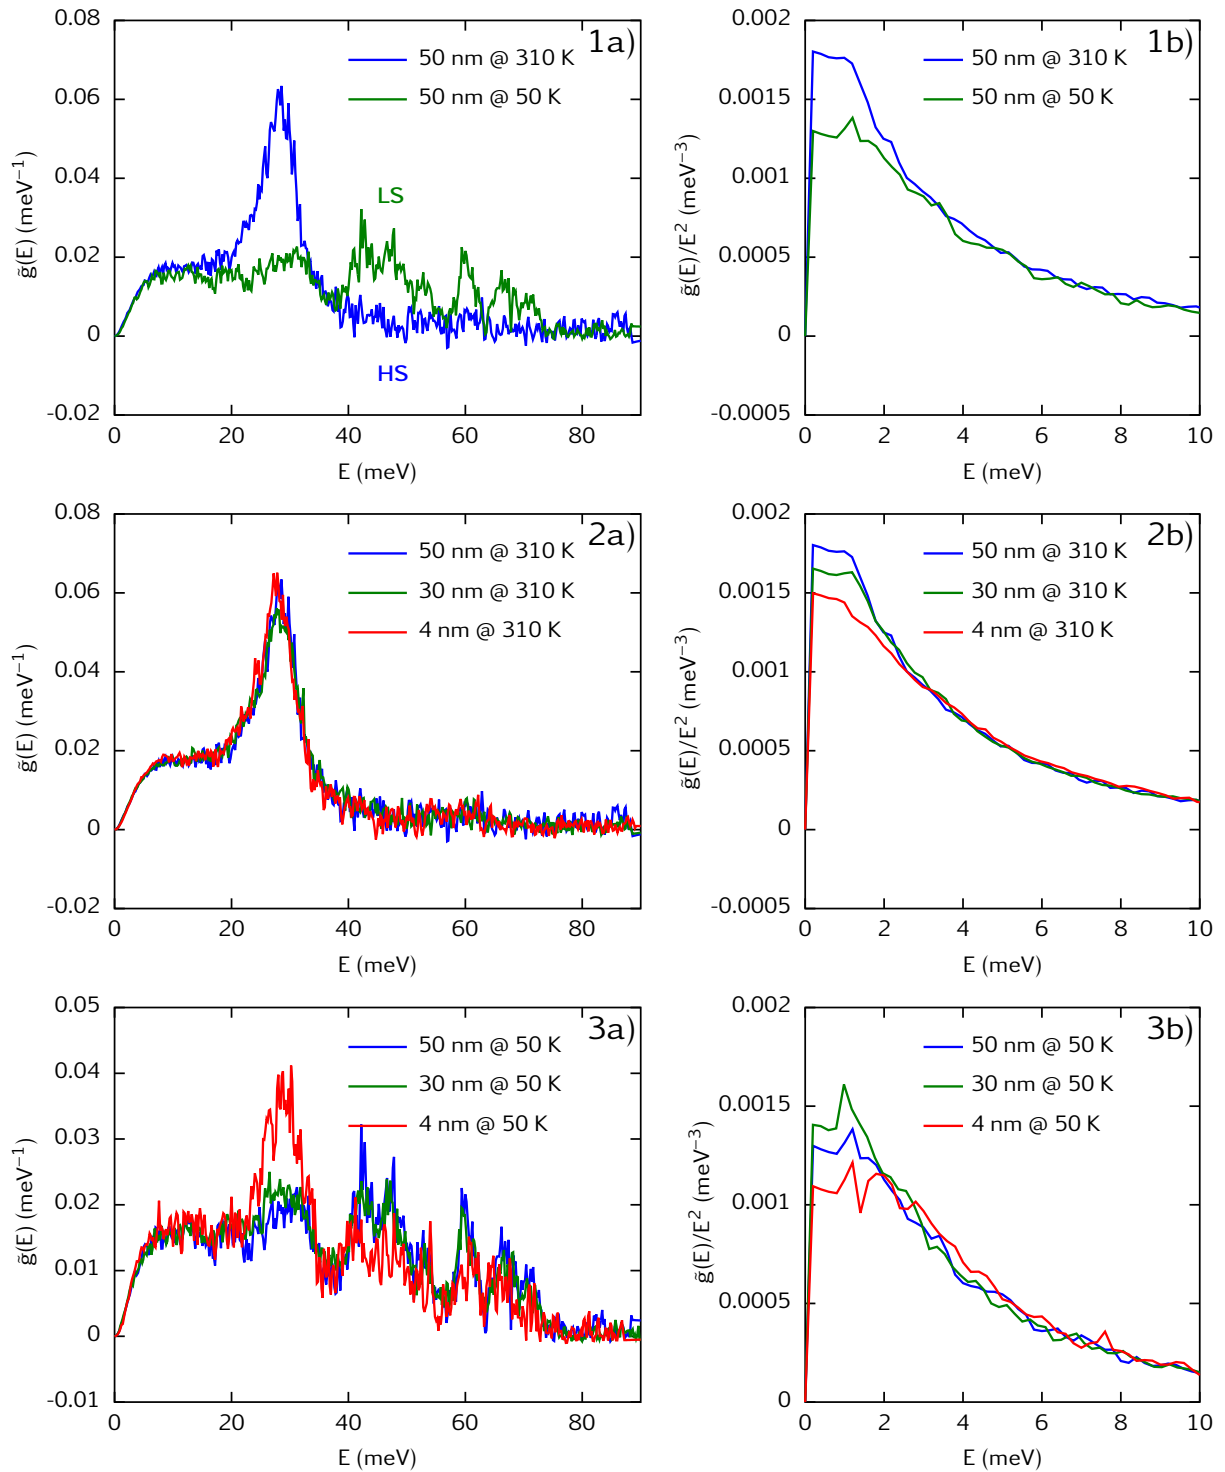 1a)
50 nm @ 310 K
50 nm @ 50 K
LS
HS
0.08
0.06
0.04
0.02
0
-0.02
g̃(E) (meV⁻¹)
0 20 40 60 80
E (meV)
1b)
50 nm @ 310 K
50 nm @ 50 K
0.002
0.0015
0.001
0.0005
0
-0.0005
g̃(E)/E² (meV⁻³)
0 2 4 6 8 10
E (meV)
2a)
50 nm @ 310 K
30 nm @ 310 K
4 nm @ 310 K
0.08
0.06
0.04
0.02
0
-0.02
g̃(E) (meV⁻¹)
0 20 40 60 80
E (meV)
2b)
50 nm @ 310 K
30 nm @ 310 K
4 nm @ 310 K
0.002
0.0015
0.001
0.0005
0
-0.0005
g̃(E)/E² (meV⁻³)
0 2 4 6 8 10
E (meV)
3a)
50 nm @ 50 K
30 nm @ 50 K
4 nm @ 50 K
0.05
0.04
0.03
0.02
0.01
0
-0.01
g̃(E) (meV⁻¹)
0 20 40 60 80
E (meV)
3b)
50 nm @ 50 K
30 nm @ 50 K
4 nm @ 50 K
0.002
0.0015
0.001
0.0005
0
g̃(E)/E² (meV⁻³)
0 2 4 6 8 10
E (meV)